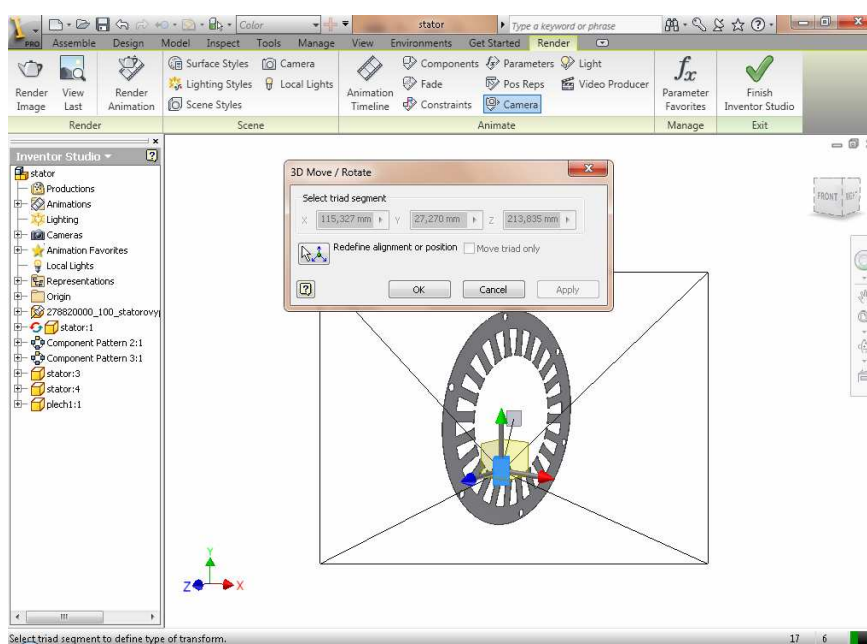 Color
stator
Type a keyword or phrase
PRO
Assemble Design Model Inspect Tools Manage View Environments Get Started Render
Render Image
View Last
Render Animation
Surface Styles
Camera
Lighting Styles
Local Lights
Scene Styles
Animation Timeline
Components
Parameters
Light
Fade
Pos Reps
Video Producer
Constraints
Camera
fx
Parameter Favorites
Finish Inventor Studio
Render Scene Animate Manage Exit
Inventor Studio
stator
Productions
Animations
Lighting
Cameras
Animation Favorites
Local Lights
Representations
Origin
278820000_100_statorový
stator:1
Component Pattern 2:1
Component Pattern 3:1
stator:3
stator:4
plech1:1
3D Move / Rotate
Select triad segment
X 115,327 mm Y 27,270 mm Z 213,835 mm
Redefine alignment or position Move triad only
OK Cancel Apply
FRONT
Y
Z X
Select triad segment to define type of transform.
17 6